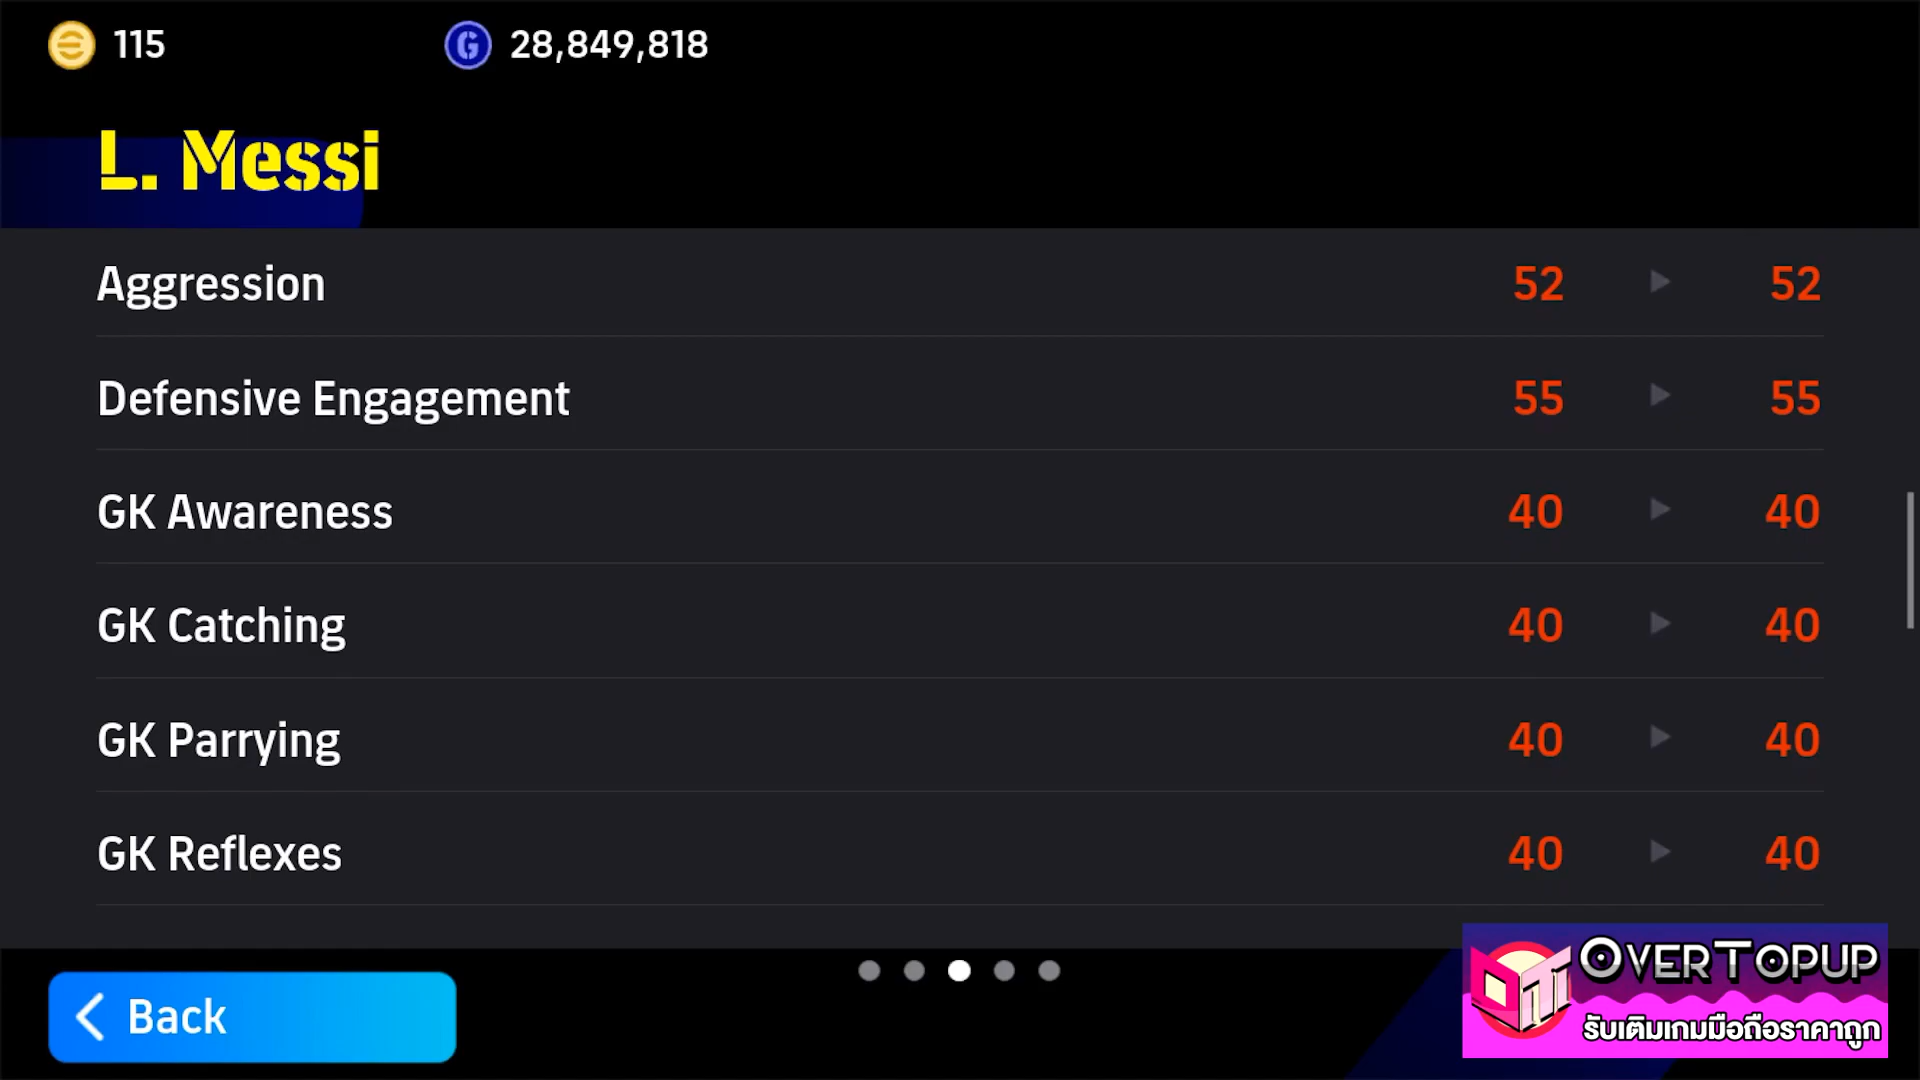 115
28,849,818
L. Messi
Aggression 52 ▶ 52
Defensive Engagement 55 ▶ 55
GK Awareness 40 ▶ 40
GK Catching 40 ▶ 40
GK Parrying 40 ▶ 40
GK Reflexes 40 ▶ 40
Back
OVERTOPUP
รับเติมเกมมือถือราคาถูก